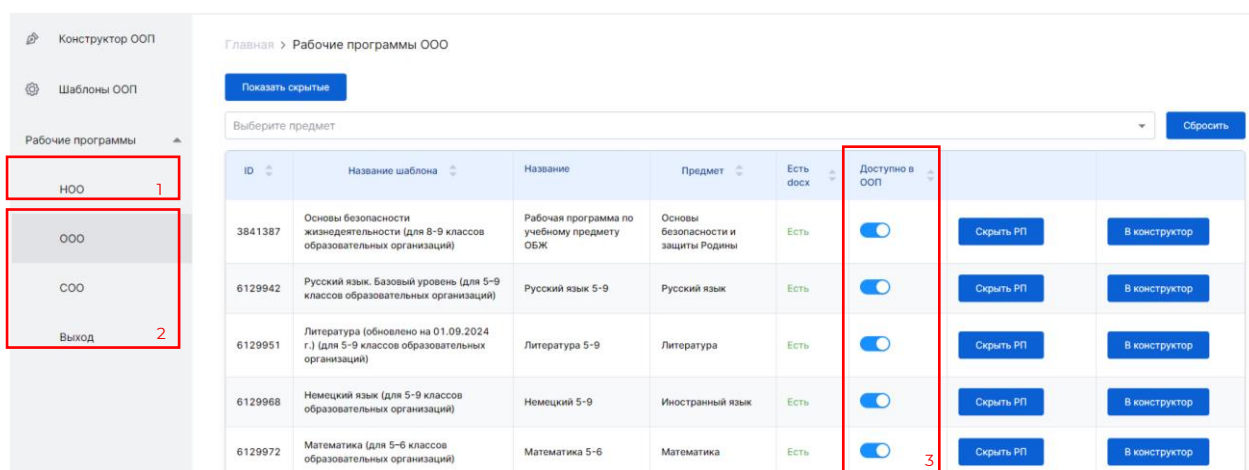 Конструктор ООП
Шаблоны ООП
Рабочие программы
НОО
1
ООО
СОО
Выход
2
Главная > Рабочие программы ООО
Показать скрытые
Выберите предмет
Сбросить
ID
Название шаблона
Название
Предмет
Есть
docx
Доступно в
ООП
3841387
Основы безопасности
жизнедеятельности (для 8-9 классов
образовательных организаций)
Рабочая программа по
учебному предмету
ОБЖ
Основы
безопасности и
защиты Родины
Есть
Скрыть РП
В конструктор
6129942
Русский язык. Базовый уровень (для 5–9
классов образовательных организаций)
Русский язык 5-9
Русский язык
Есть
Скрыть РП
В конструктор
6129951
Литература (обновлено на 01.09.2024
г.) (для 5-9 классов образовательных
организаций)
Литература 5-9
Литература
Есть
Скрыть РП
В конструктор
6129968
Немецкий язык (для 5-9 классов
образовательных организаций)
Немецкий 5-9
Иностранный язык
Есть
Скрыть РП
В конструктор
6129972
Математика (для 5–6 классов
образовательных организаций)
Математика 5-6
Математика
Есть
3
Скрыть РП
В конструктор